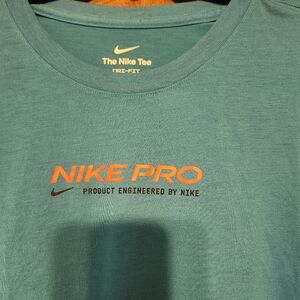 The Nike Tee
DRI-FIT
NIKE PRO
PRODUCT ENGINEERED BY NIKE